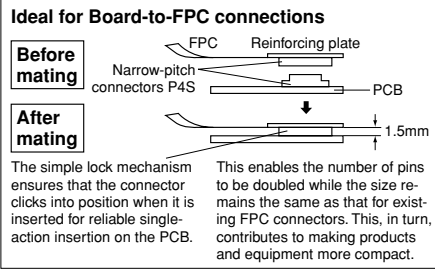 Ideal for Board-to-FPC connections
Before
mating
FPC
Reinforcing plate
Narrow-pitch
connectors P4S
PCB
After
mating
1.5mm
The simple lock mechanism
ensures that the connector
clicks into position when it is
inserted for reliable single-
action insertion on the PCB.
This enables the number of pins
to be doubled while the size re-
mains the same as that for exist-
ing FPC connectors. This, in turn,
contributes to making products
and equipment more compact.